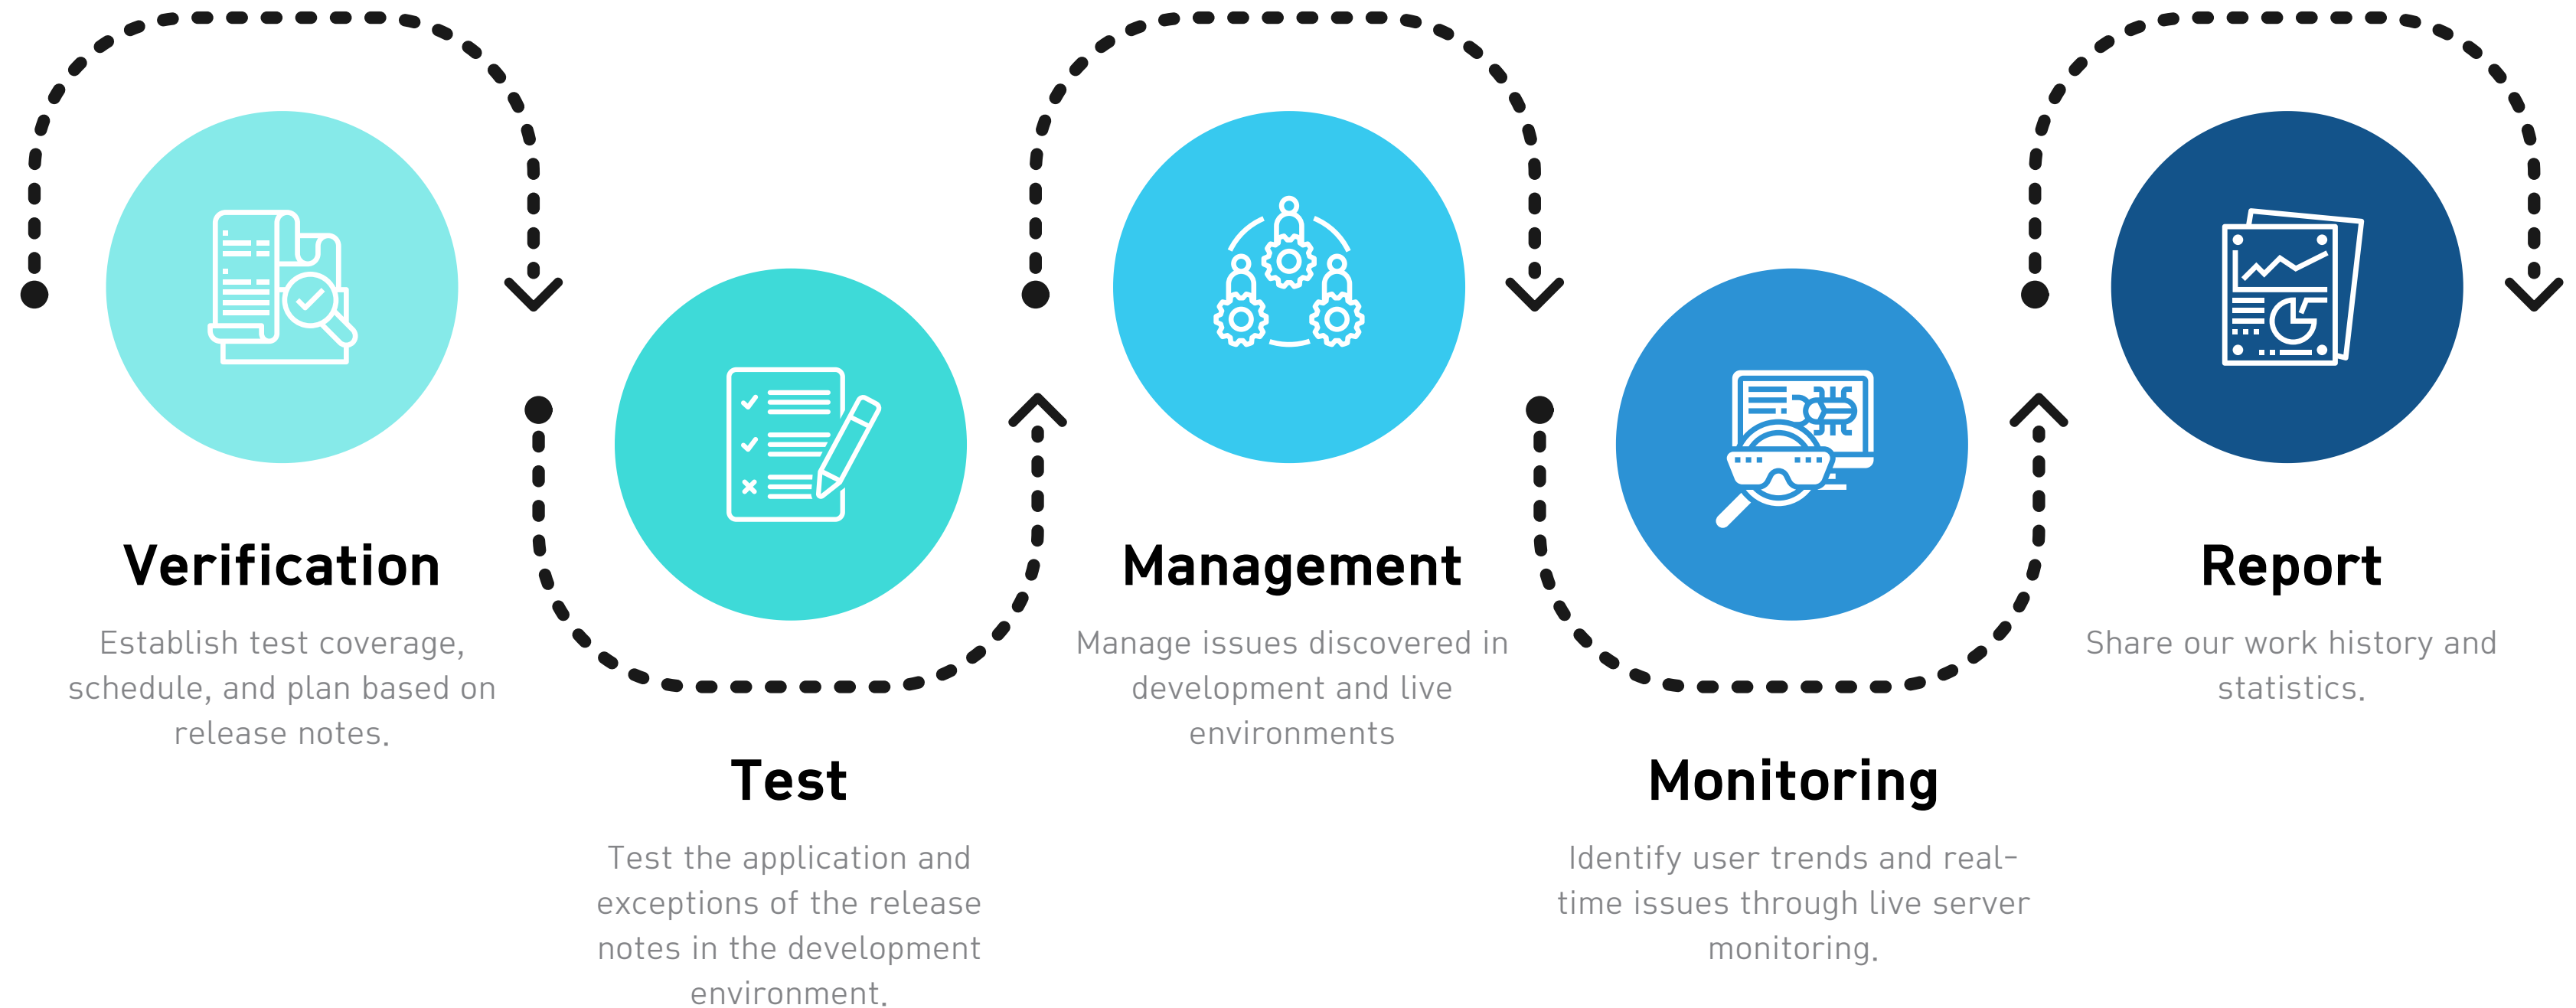 Verification
Establish test coverage,
schedule, and plan based on
release notes.
Test
Test the application and
exceptions of the release
notes in the development
environment.
Management
Manage issues discovered in
development and live
environments
Monitoring
Identify user trends and real-
time issues through live server
monitoring.
Report
Share our work history and
statistics.